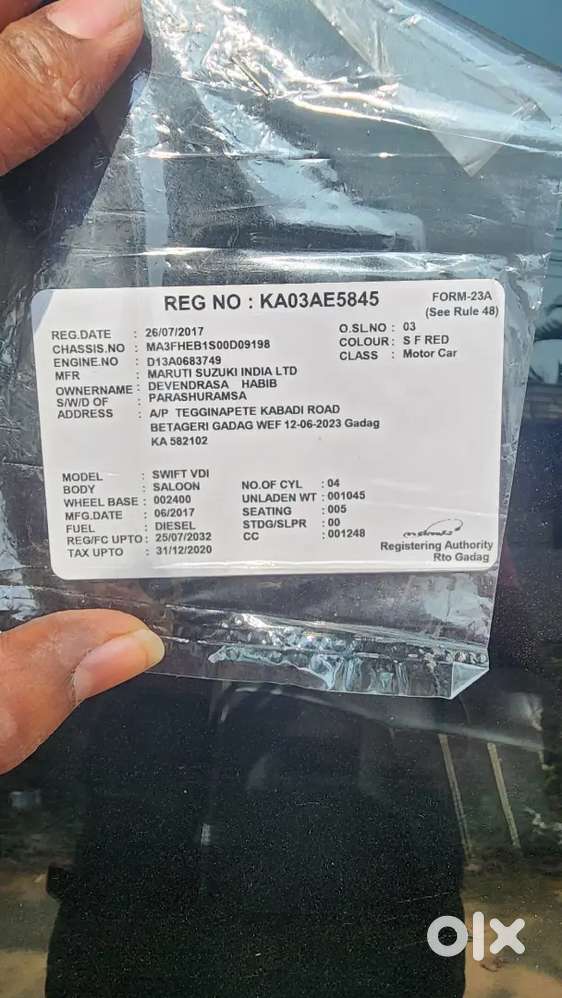 REG NO : KA03AE5845
FORM-23A
(See Rule 48)
REG.DATE : 26/07/2017
O.SL.NO : 03
CHASSIS.NO : MA3FHEB1S00D09198
COLOUR : S F RED
ENGINE.NO : D13A0683749
CLASS : Motor Car
MFR : MARUTI SUZUKI INDIA LTD
OWNERNAME : DEVENDRASA HABIB
S/W/D OF : PARASHURAMSA
ADDRESS : A/P TEGGINAPETE KABADI ROAD
BETAGERI GADAG WEF 12-06-2023 Gadag
KA 582102
MODEL : SWIFT VDI
BODY : SALOON
NO.OF CYL : 04
WHEEL BASE : 002400
UNLADEN WT : 001045
MFG.DATE : 06/2017
SEATING : 005
FUEL : DIESEL
STDG/SLPR : 00
REG/FC UPTO : 25/07/2032
CC : 001248
TAX UPTO : 31/12/2020
Registering Authority
Rto Gadag
olx